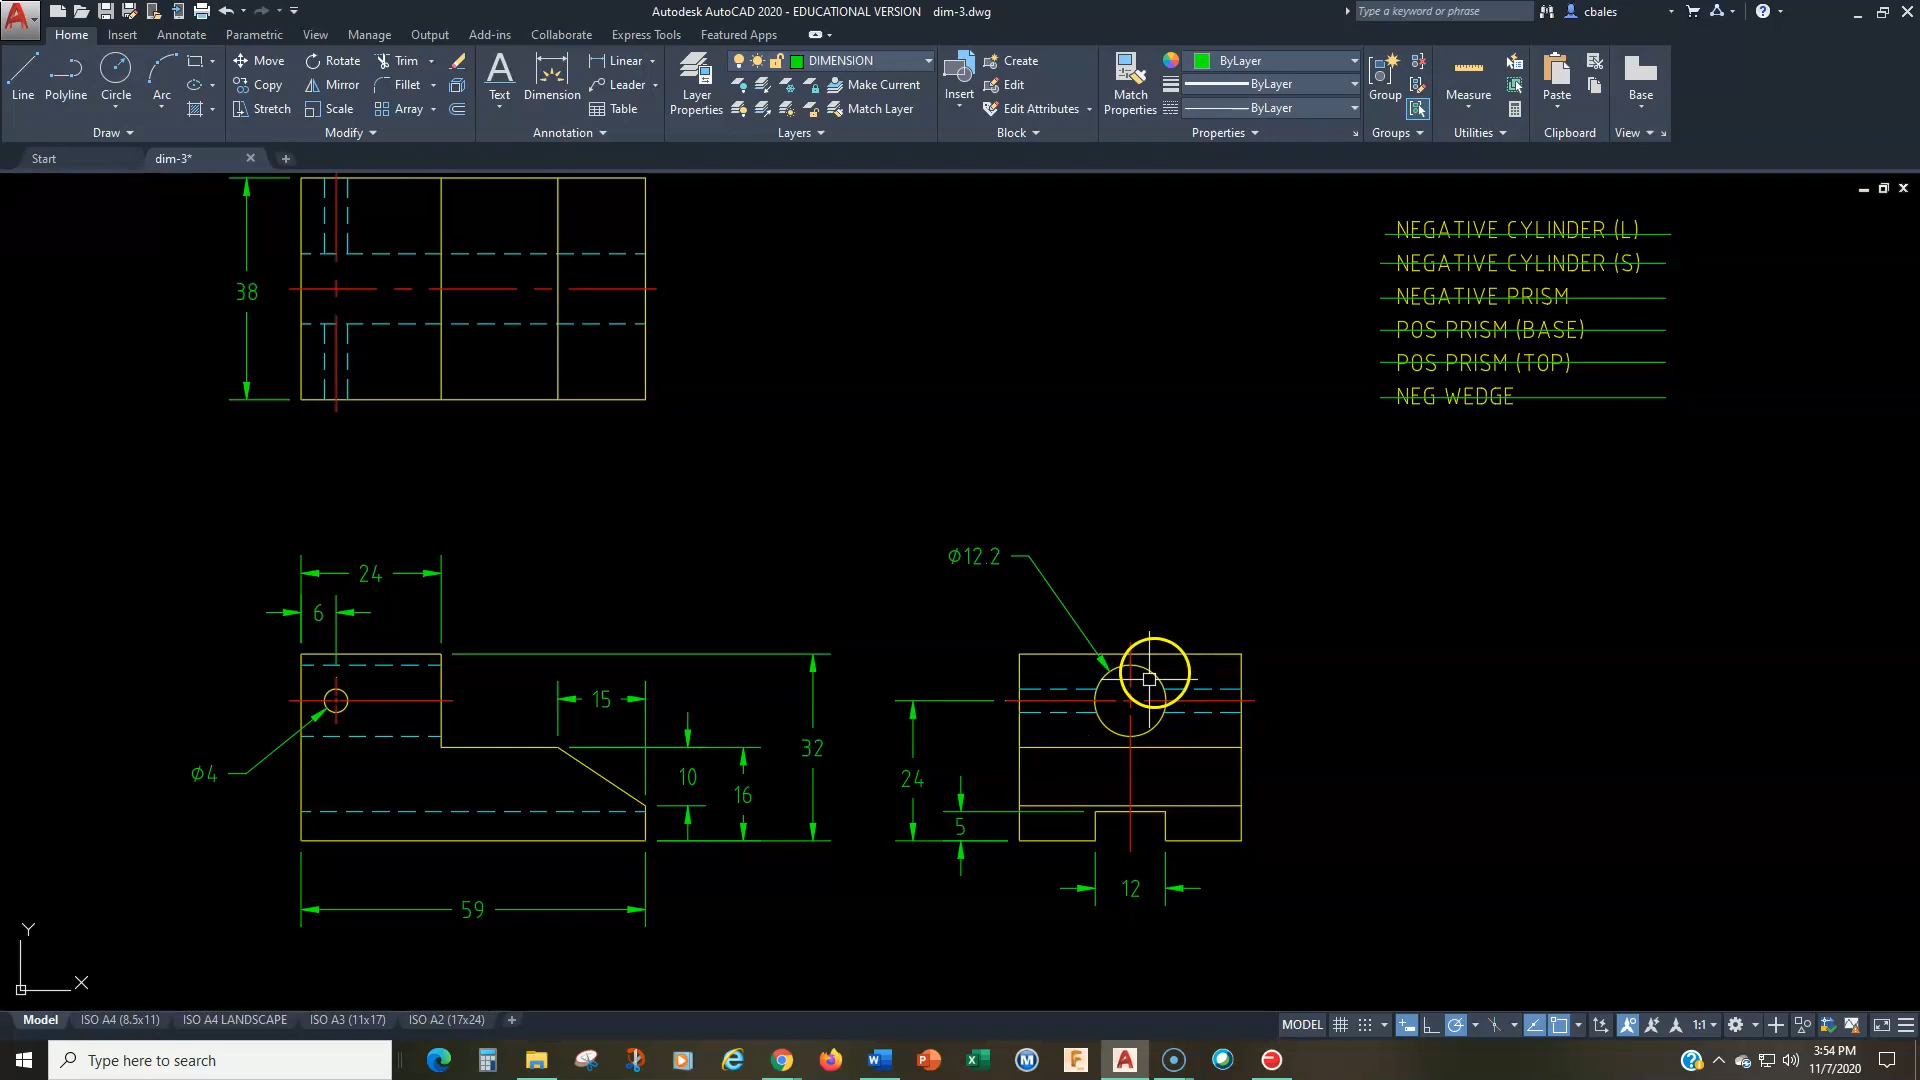 Autodesk AutoCAD 2020 - EDUCATIONAL VERSION dim-3.dwg
Type a keyword or phrase
cbales
Home Insert Annotate Parametric View Manage Output Add-ins Collaborate Express Tools Featured Apps
Line Polyline Circle Arc
Move Rotate Trim
Copy Mirror Fillet
Stretch Scale Array
Text Dimension
Linear
Leader
Table
Layer Properties
DIMENSION
Make Current
Match Layer
Insert
Create
Edit
Edit Attributes
Match Properties
ByLayer
ByLayer
ByLayer
Group
Measure
Paste
Base
Draw Modify Annotation Layers Block Properties Groups Utilities Clipboard View
Start dim-3*
NEGATIVE CYLINDER (L)
NEGATIVE CYLINDER (S)
NEGATIVE PRISM
POS PRISM (BASE)
POS PRISM (TOP)
NEG WEDGE
38
Ø12.2
24
6
15
32
Ø4
10
16
24
5
12
59
Y
X
Model ISO A4 (8.5x11) ISO A4 LANDSCAPE ISO A3 (11x17) ISO A2 (17x24)
MODEL
1:1
Type here to search
3:54 PM
11/7/2020